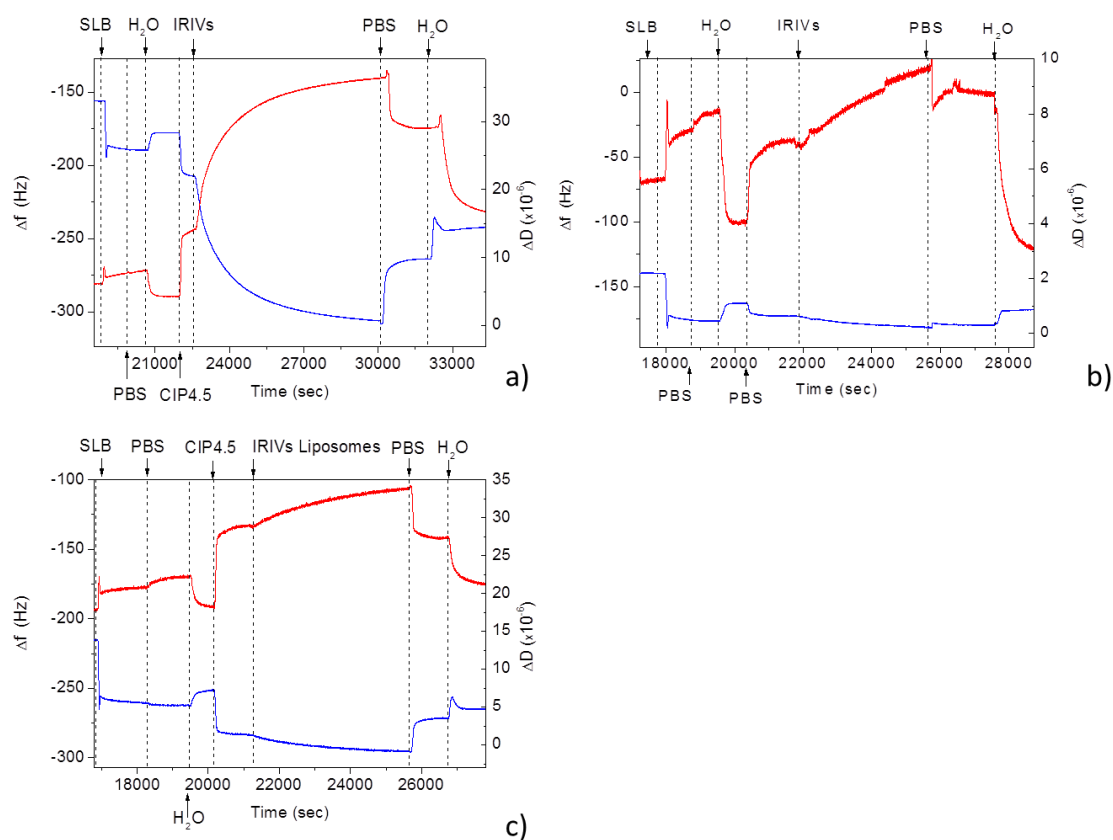 SLB H2O IRIVs PBS H2O
-150
-200
-250
-300
Δf (Hz)
30
20
10
0
ΔD (x10-6)
21000 24000 27000 30000 33000
Time (sec)
PBS CIP4.5
a)
SLB H2O IRIVs PBS H2O
0
-50
-100
-150
Δf (Hz)
10
8
6
4
2
0
ΔD (x10-6)
18000 20000 22000 24000 26000 28000
Time (sec)
PBS PBS
b)
SLB PBS CIP4.5 IRIVs Liposomes PBS H2O
-100
-150
-200
-250
-300
Δf (Hz)
35
30
25
20
15
10
5
0
ΔD (x10-6)
18000 20000 22000 24000 26000
Time (sec)
H2O
c)